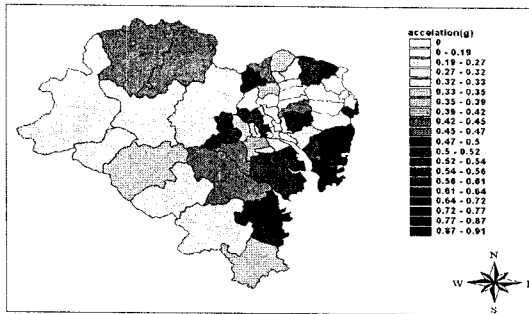 accelation(g)
0
0 - 0.19
0.19 - 0.27
0.27 - 0.32
0.32 - 0.33
0.33 - 0.35
0.35 - 0.39
0.39 - 0.42
0.42 - 0.45
0.45 - 0.47
0.47 - 0.5
0.5 - 0.52
0.52 - 0.54
0.54 - 0.56
0.56 - 0.61
0.61 - 0.64
0.64 - 0.72
0.72 - 0.77
0.77 - 0.87
0.87 - 0.91
N
W E
S